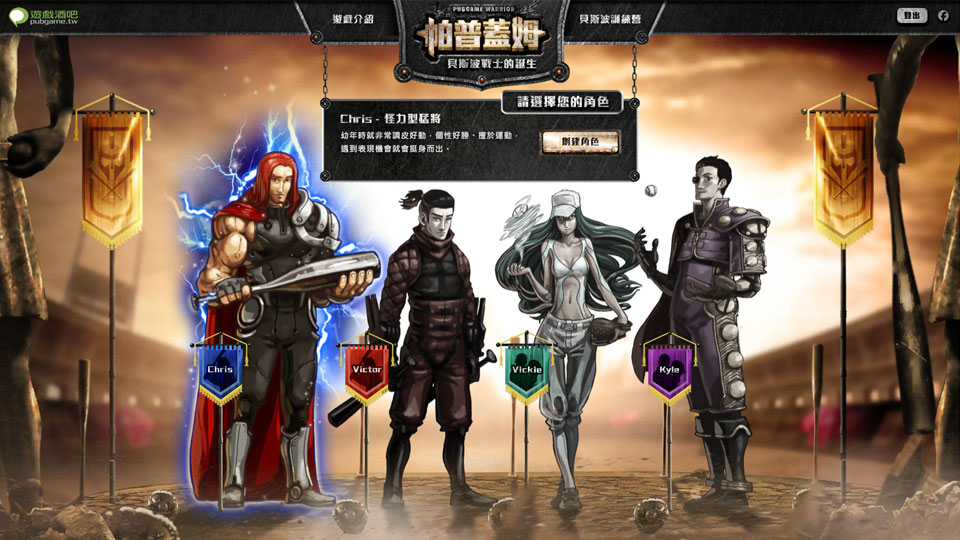 遊戲酒吧
pubgame.tw
遊戲介紹
PUBGAME WARRIOR
帕普蓋姆
貝斯波戰士的誕生
貝斯波訓練營
登出
請選擇您的角色
Chris - 怪力型猛將
幼年時就非常調皮好動，個性好勝、擅於運動，
遇到表現機會就會挺身而出。
創建角色
Chris
Victor
Vickie
Kyle